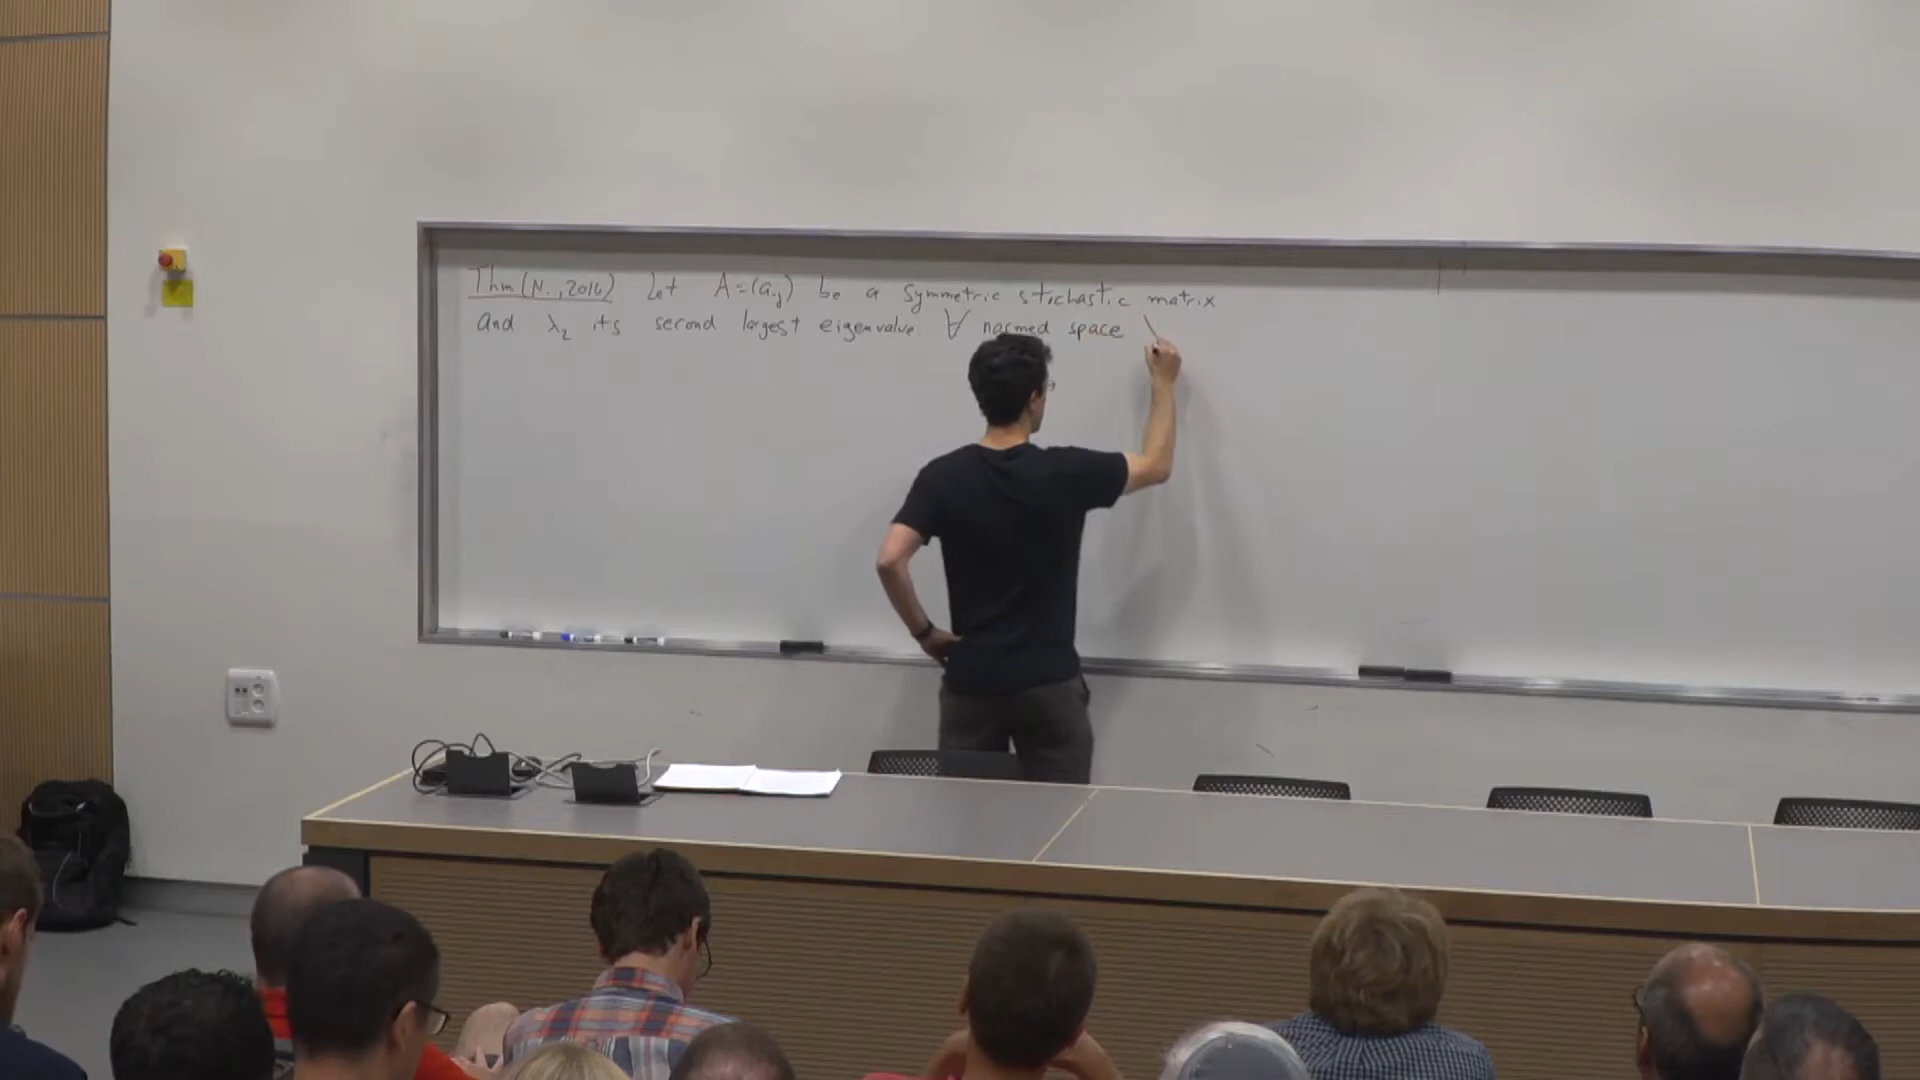 Thm (N., 2016) Let A=(aij) be a symmetric stochastic matrix
and λ2 its second largest eigenvalue. ∀ normed space